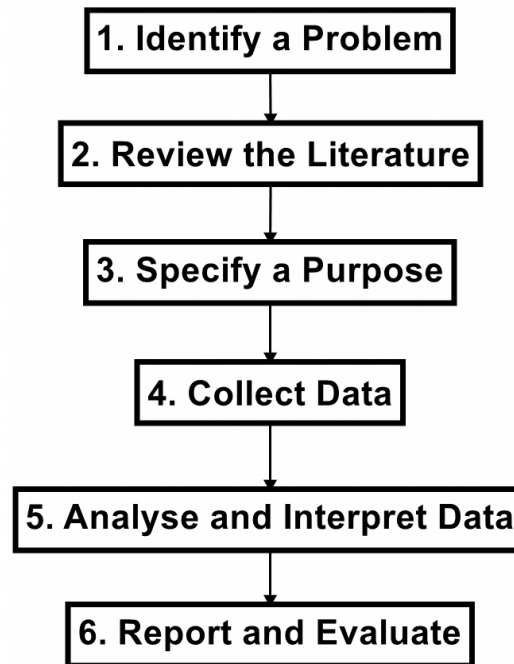 1. Identify a Problem
2. Review the Literature
3. Specify a Purpose
4. Collect Data
5. Analyse and Interpret Data
6. Report and Evaluate